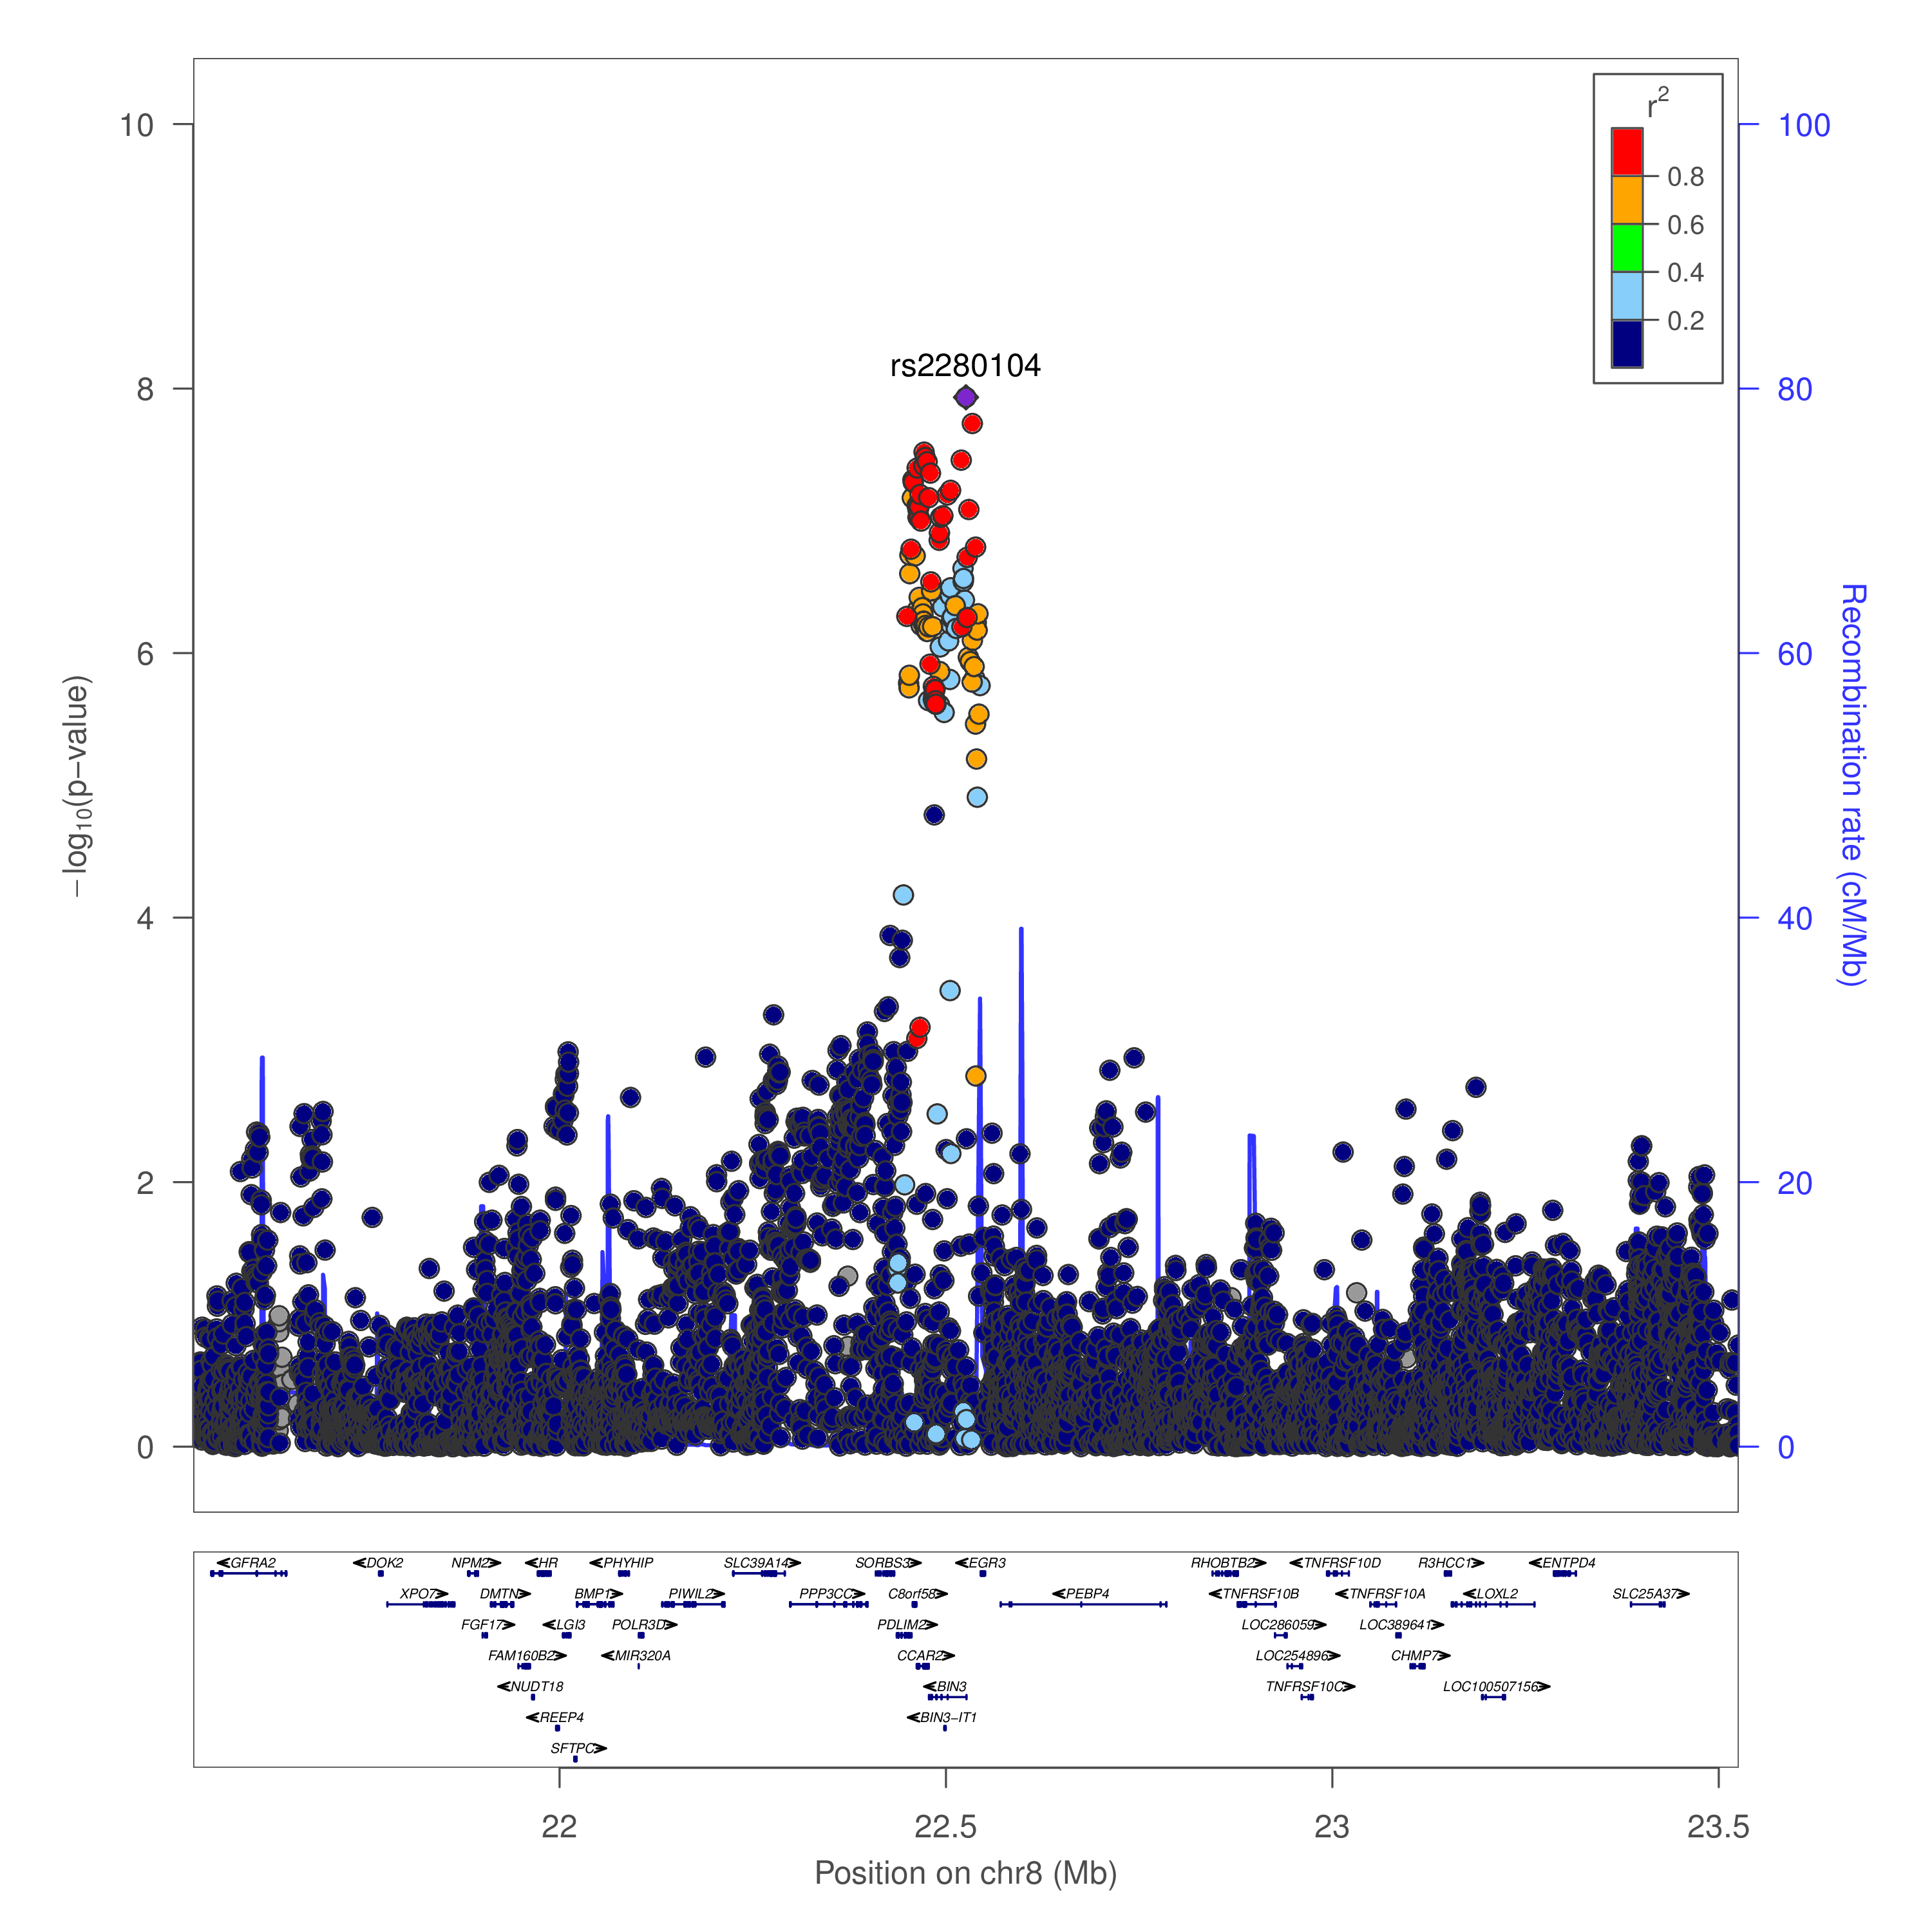 rs2280104
r2
0.8
0.6
0.4
0.2
10
8
6
4
2
0
−log10(p−value)
100
80
60
40
20
0
Recombination rate (cM/Mb)
GFRA2 DOK2 NPM2 HR PHYHIP SLC39A14 SORBS3 EGR3 RHOBTB2 TNFRSF10D R3HCC1 ENTPD4
XPO7 DMTN BMP1 PIWIL2 PPP3CC C8orf58 PEBP4 TNFRSF10B TNFRSF10A LOXL2 SLC25A37
FGF17 LGI3 POLR3D PDLIM2 LOC286059 LOC389641
FAM160B2 MIR320A CCAR2 LOC254896 CHMP7
NUDT18 BIN3 TNFRSF10C LOC100507156
REEP4 BIN3−IT1
SFTPC
22 22.5 23 23.5
Position on chr8 (Mb)